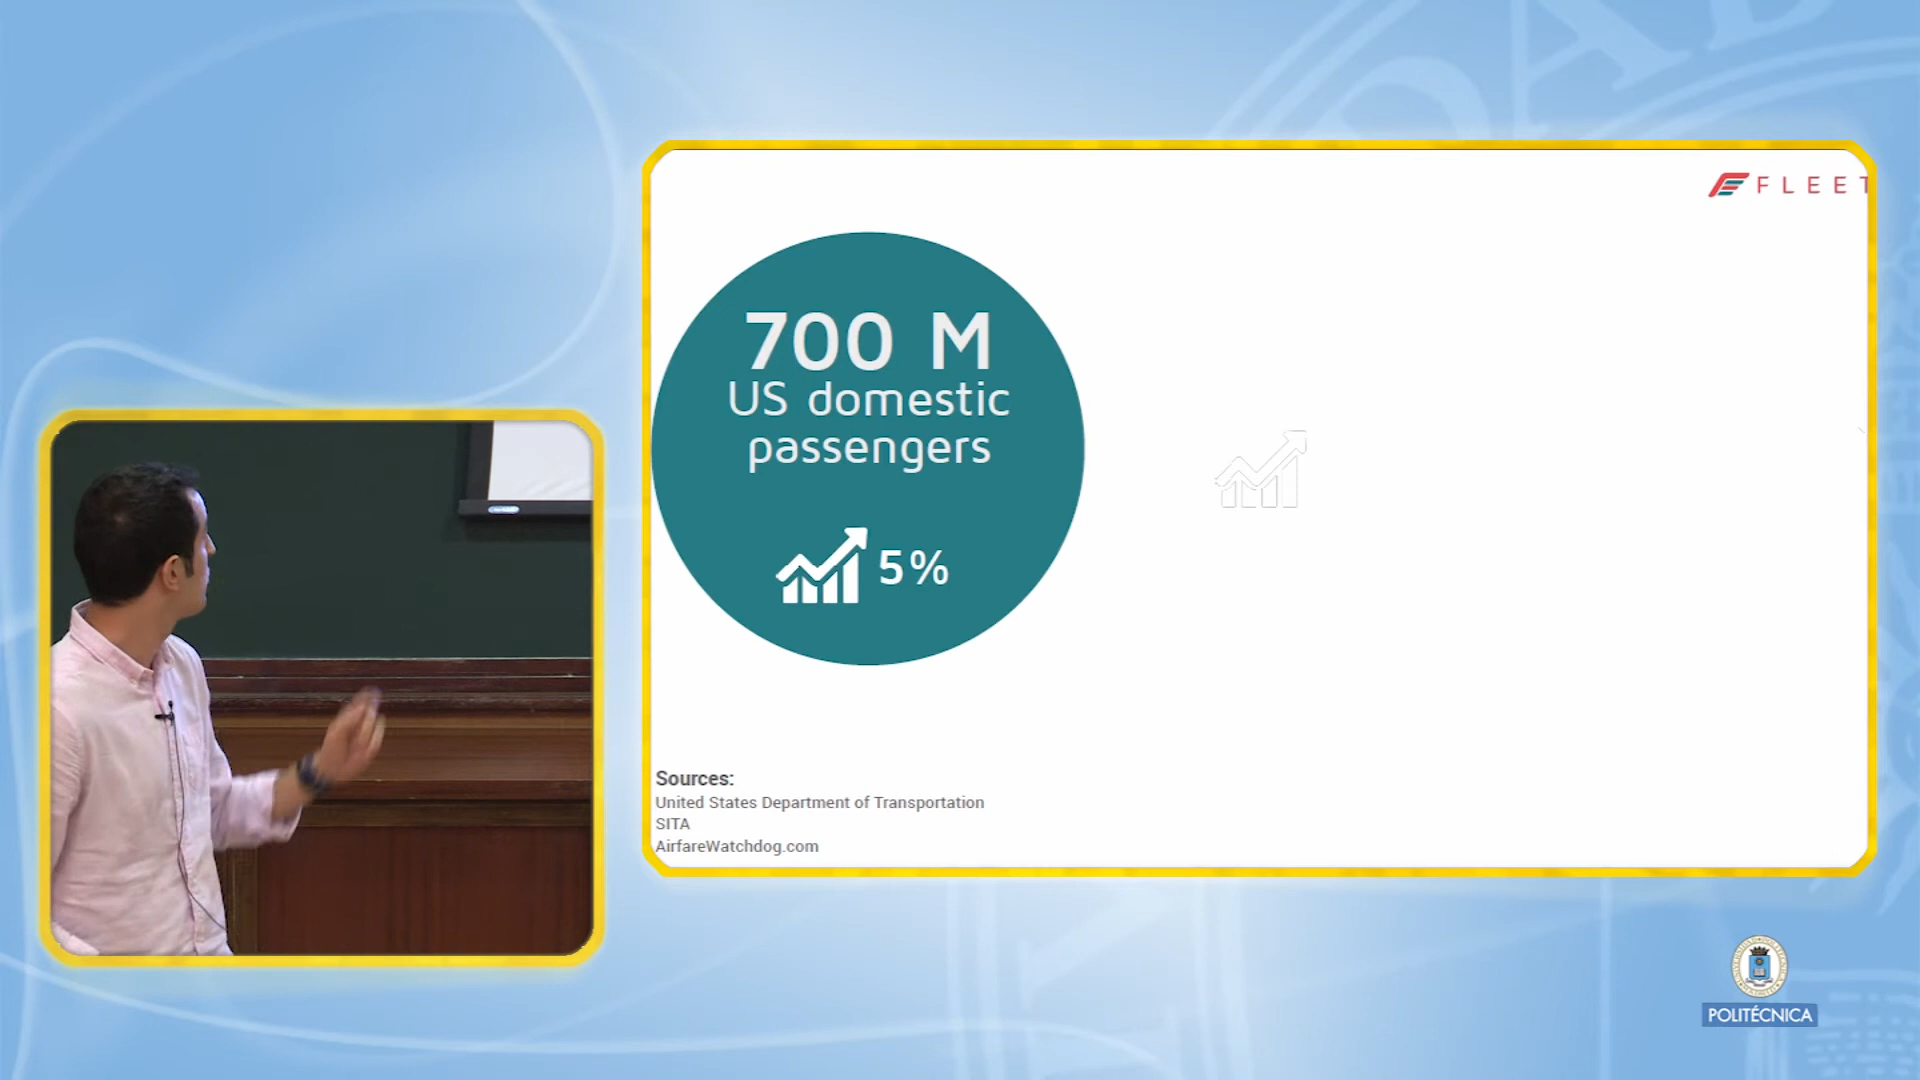 FLEET
700 M
US domestic
passengers
5%
Sources:
United States Department of Transportation
SITA
AirfareWatchdog.com
POLITÉCNICA